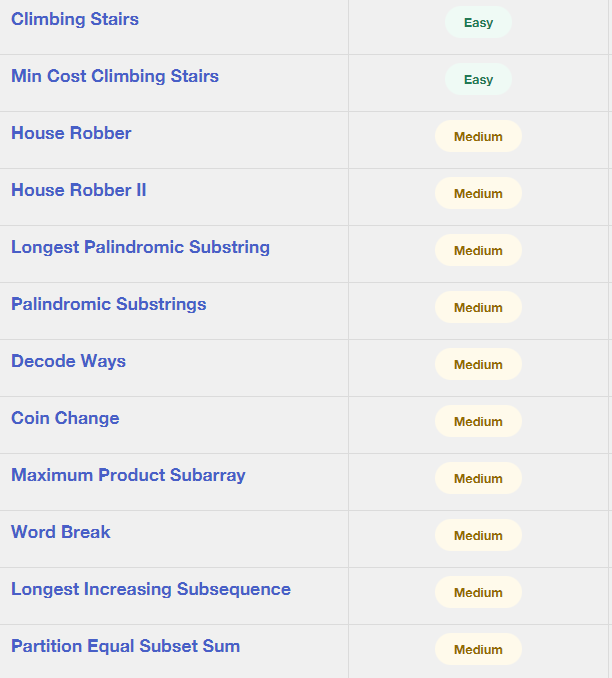 Climbing Stairs Easy
Min Cost Climbing Stairs Easy
House Robber Medium
House Robber II Medium
Longest Palindromic Substring Medium
Palindromic Substrings Medium
Decode Ways Medium
Coin Change Medium
Maximum Product Subarray Medium
Word Break Medium
Longest Increasing Subsequence Medium
Partition Equal Subset Sum Medium